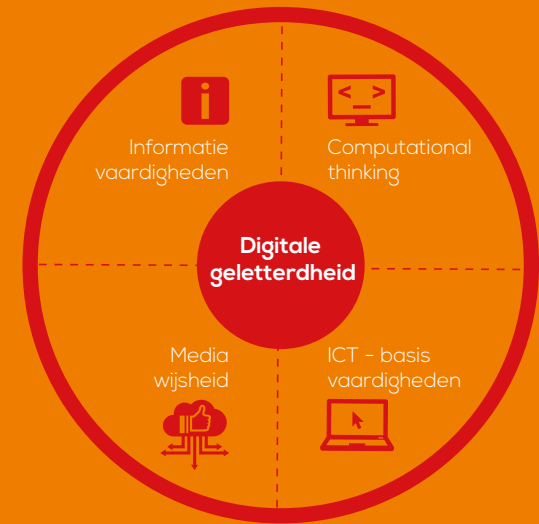 Informatie
vaardigheden
Computational
thinking
Digitale
geletterdheid
Media
wijsheid
ICT - basis
vaardigheden